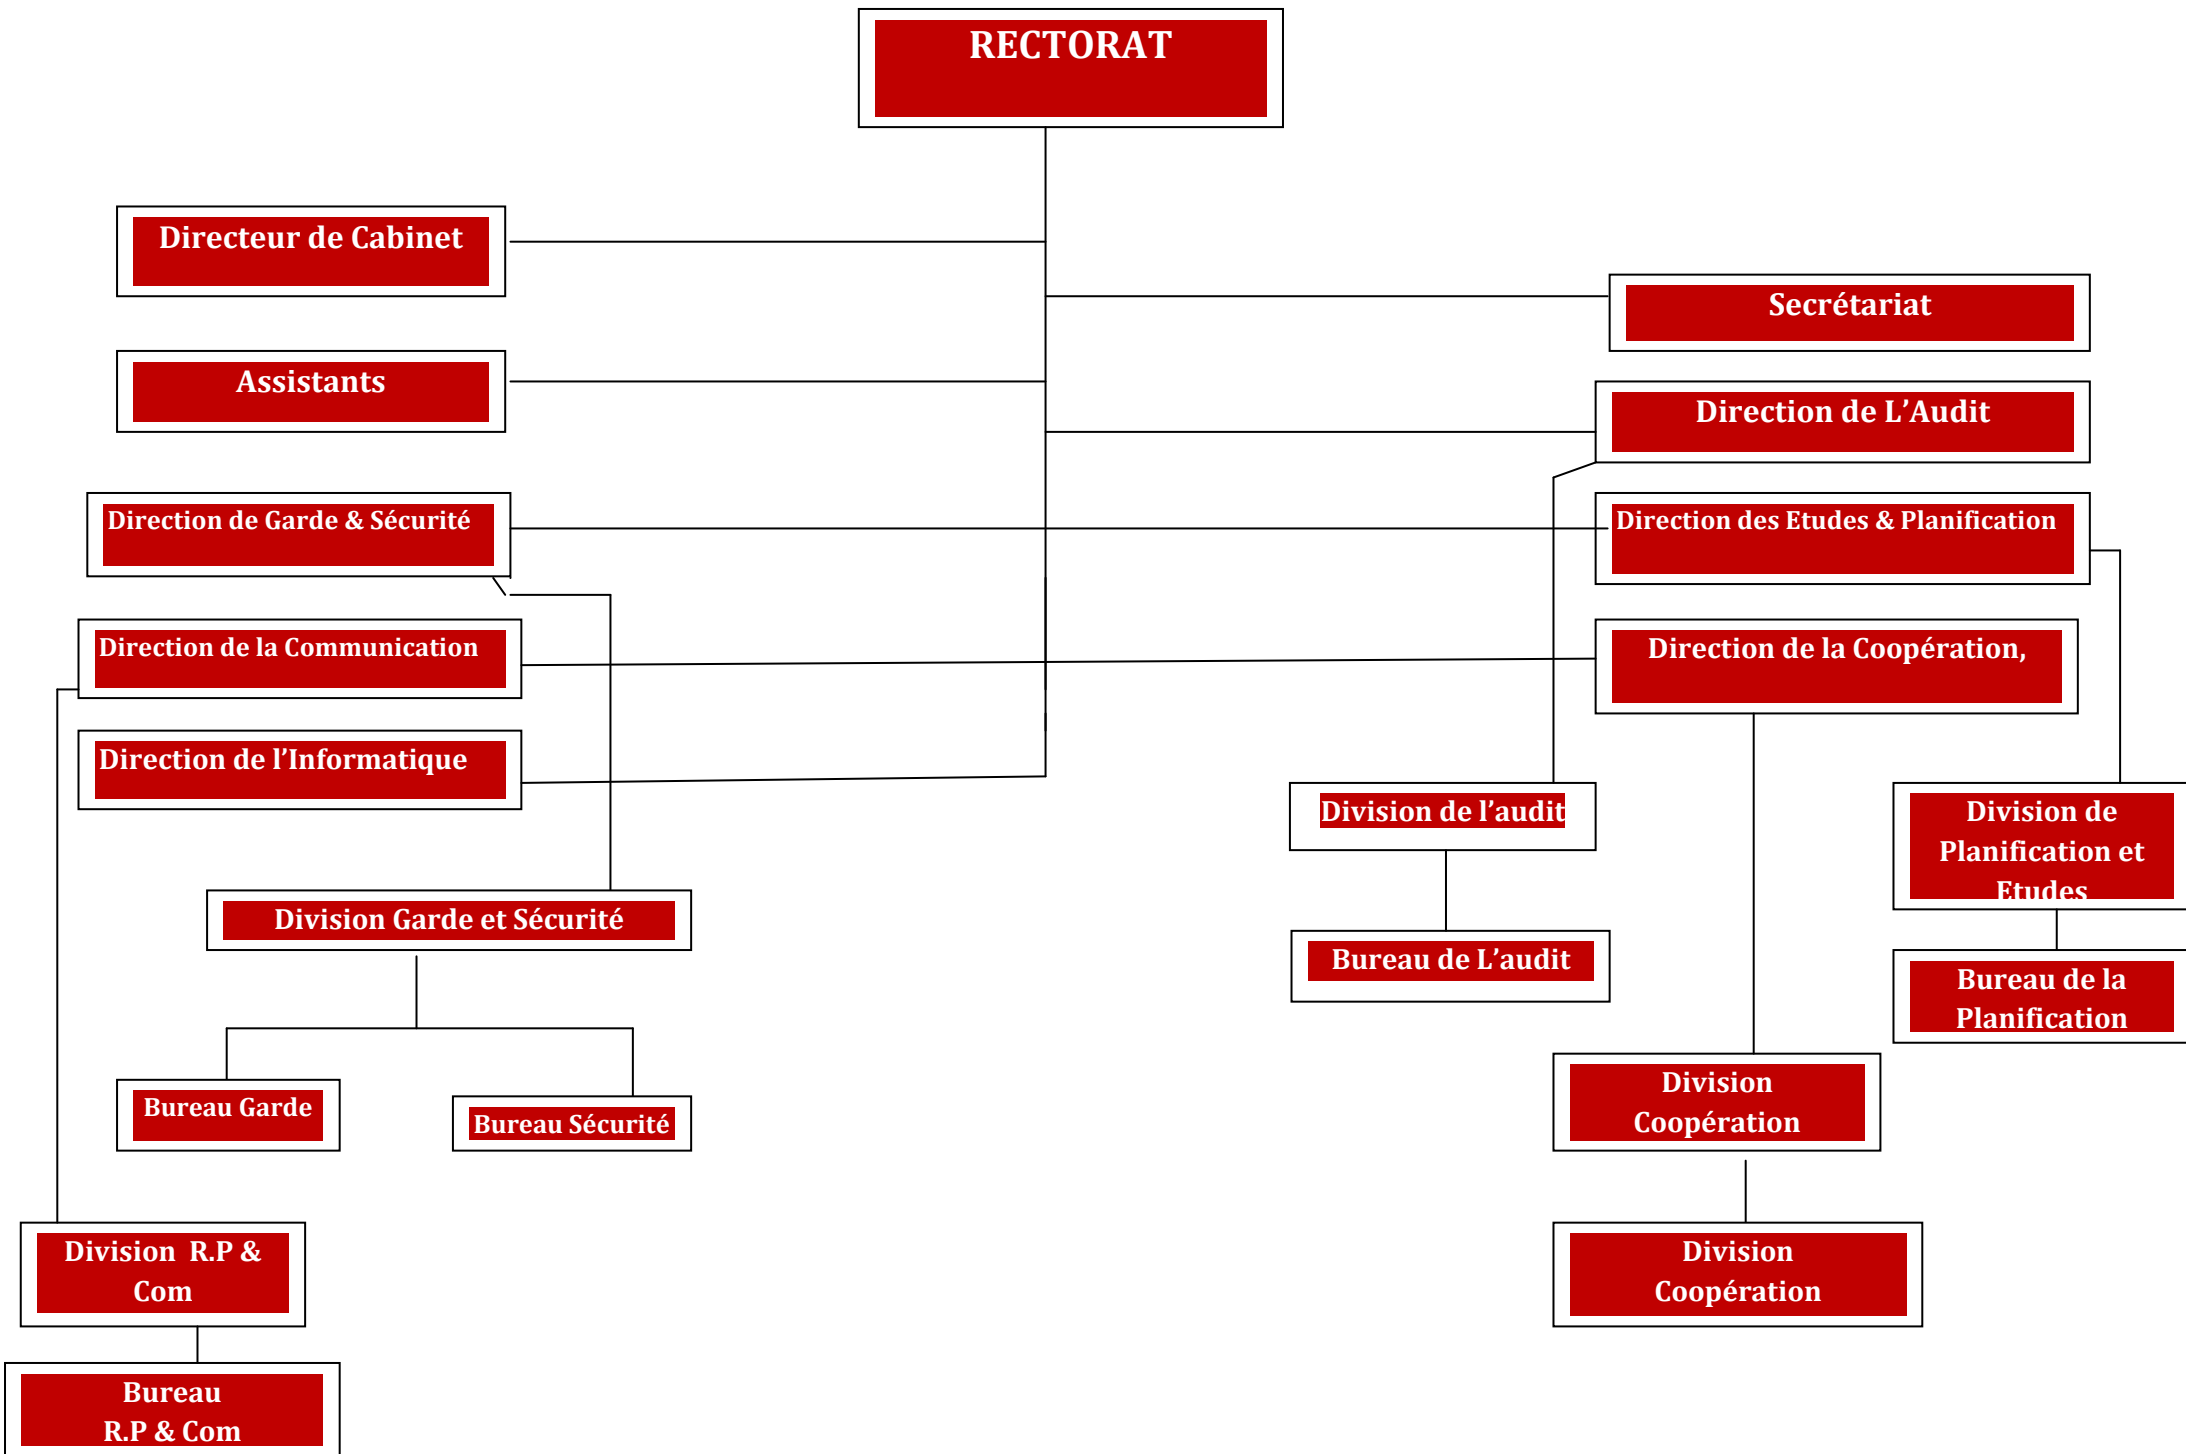 RECTORAT
Directeur de Cabinet
Secrétariat
Assistants
Direction de L’Audit
Direction de Garde & Sécurité
Direction des Etudes & Planification
Direction de la Communication
Direction de la Coopération,
Direction de l’Informatique
Division de l’audit
Division de
Planification et
Etudes
Division Garde et Sécurité
Bureau de L’audit
Bureau de la
Planification
Bureau Garde
Bureau Sécurité
Division
Coopération
Division  R.P &
Com
Division
Coopération
Bureau
R.P & Com